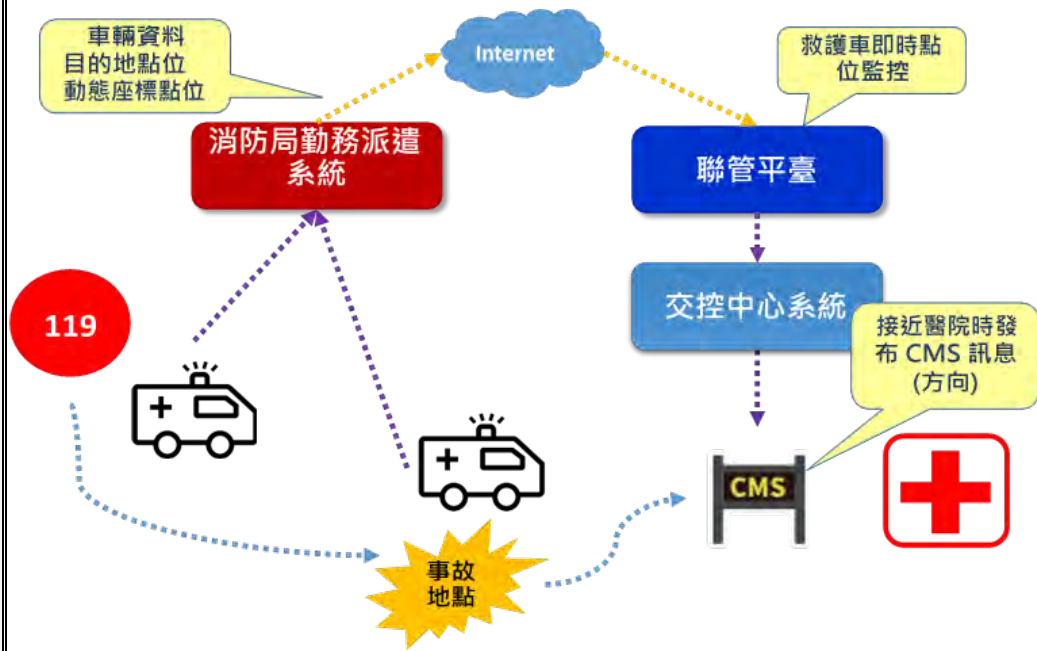 車輛資料
目的地點位
動態座標點位
Internet
救護車即時點
位監控
消防局勤務派遣
系統
聯管平臺
119
交控中心系統
接近醫院時發
布 CMS 訊息
(方向)
CMS
事故
地點